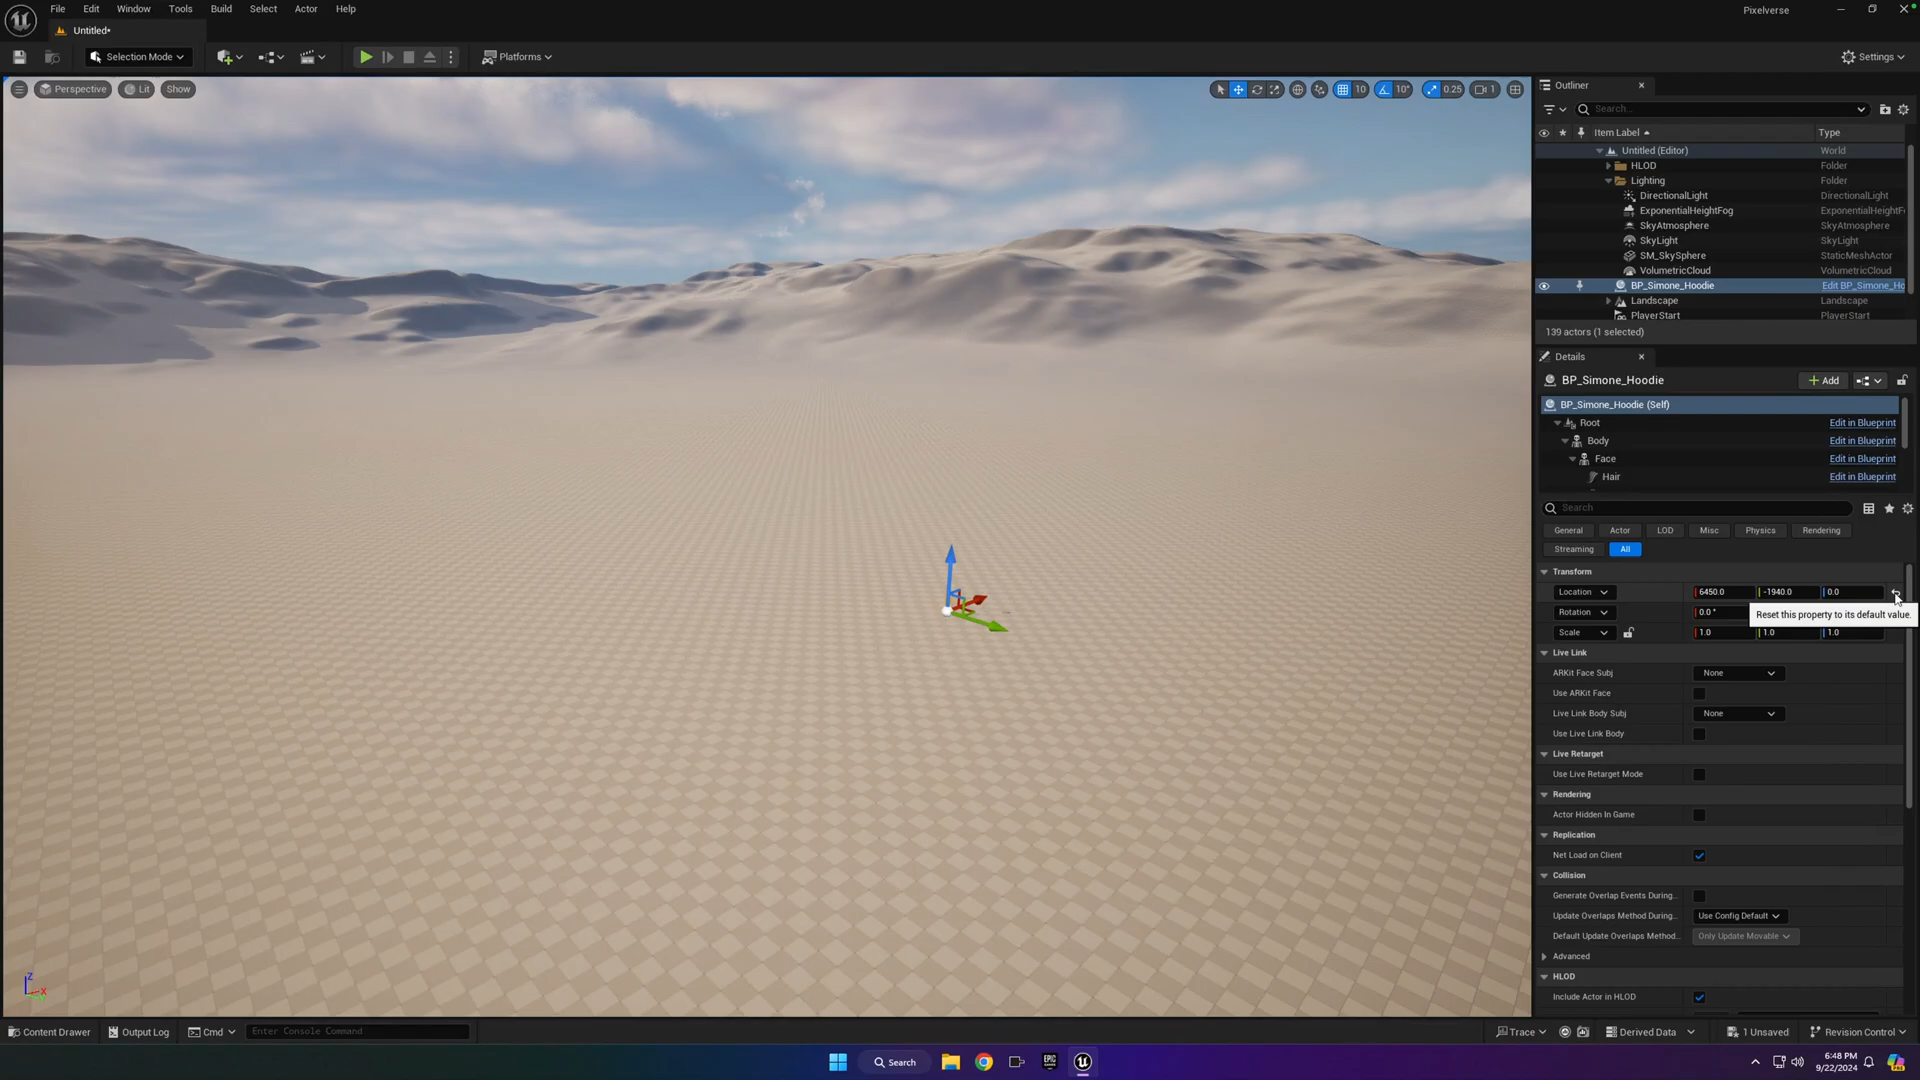 File Edit Window Tools Build Select Actor Help
Pixelverse
Untitled*
Selection Mode
Platforms
Settings
Perspective Lit Show
10 10° 0.25 1
Outliner
Search...
Item Label Type
Untitled (Editor) World
HLOD Folder
Lighting Folder
DirectionalLight DirectionalLight
ExponentialHeightFog ExponentialHeightF
SkyAtmosphere SkyAtmosphere
SkyLight SkyLight
SM_SkySphere StaticMeshActor
VolumetricCloud VolumetricCloud
BP_Simone_Hoodie Edit BP_Simone_Ho
Landscape Landscape
PlayerStart PlayerStart
139 actors (1 selected)
Details
BP_Simone_Hoodie
Add
BP_Simone_Hoodie (Self)
Root Edit in Blueprint
Body Edit in Blueprint
Face Edit in Blueprint
Hair Edit in Blueprint
Search
General Actor LOD Misc Physics Rendering
Streaming All
Transform
Location 6450.0 -1940.0 0.0
Rotation 0.0 °
Reset this property to its default value.
Scale 1.0 1.0 1.0
Live Link
ARKit Face Subj None
Use ARKit Face
Live Link Body Subj None
Use Live Link Body
Live Retarget
Use Live Retarget Mode
Rendering
Actor Hidden In Game
Replication
Net Load on Client
Collision
Generate Overlap Events During...
Update Overlaps Method During... Use Config Default
Default Update Overlaps Method... Only Update Movable
Advanced
HLOD
Include Actor in HLOD
Z
X
Y
Content Drawer Output Log Cmd Enter Console Command
Trace Derived Data 1 Unsaved Revision Control
Search
EPIC GAMES
6:48 PM
9/22/2024